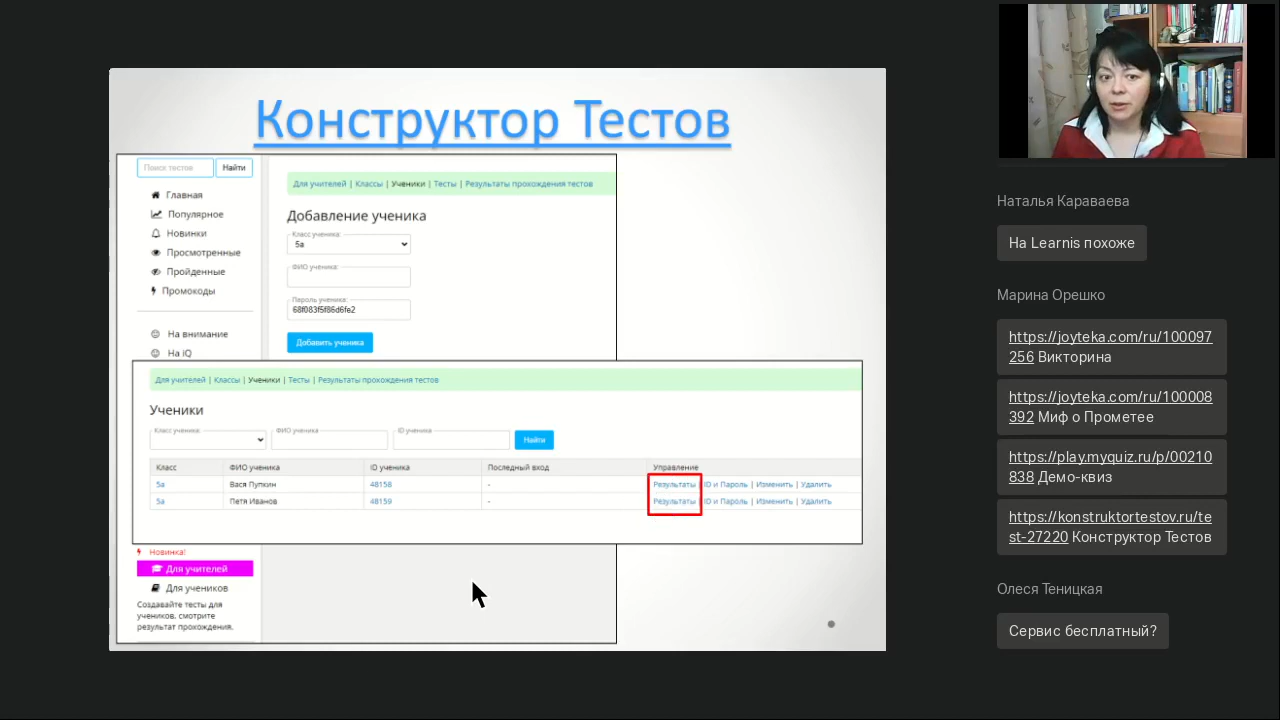 Конструктор Тестов
Поиск тестов Найти
Главная
Популярное
Новинки
Просмотренные
Пройденные
Промокоды
На внимание
На iQ
Для учителей | Классы | Ученики | Тесты | Результаты прохождения тестов
Добавление ученика
Класс ученика:
5а
ФИО ученика:
Пароль ученика:
68f083f5f86d6fe2
Добавить ученика
Для учителей | Классы | Ученики | Тесты | Результаты прохождения тестов
Ученики
Класс ученика: ФИО ученика ID ученика Найти
Класс ФИО ученика ID ученика Последний вход Управление
5а Вася Пупкин 48158 - Результаты | ID и Пароль | Изменить | Удалить
5а Петя Иванов 48159 - Результаты | ID и Пароль | Изменить | Удалить
Новинка!
Для учителей
Для учеников
Создавайте тесты для
учеников, смотрите
результат прохождения.
Наталья Караваева
На Learnis похоже
Марина Орешко
https://joyteka.com/ru/100097
256 Викторина
https://joyteka.com/ru/100008
392 Миф о Прометее
https://play.myquiz.ru/p/00210
838 Демо-квиз
https://konstruktortestov.ru/te
st-27220 Конструктор Тестов
Олеся Теницкая
Сервис бесплатный?